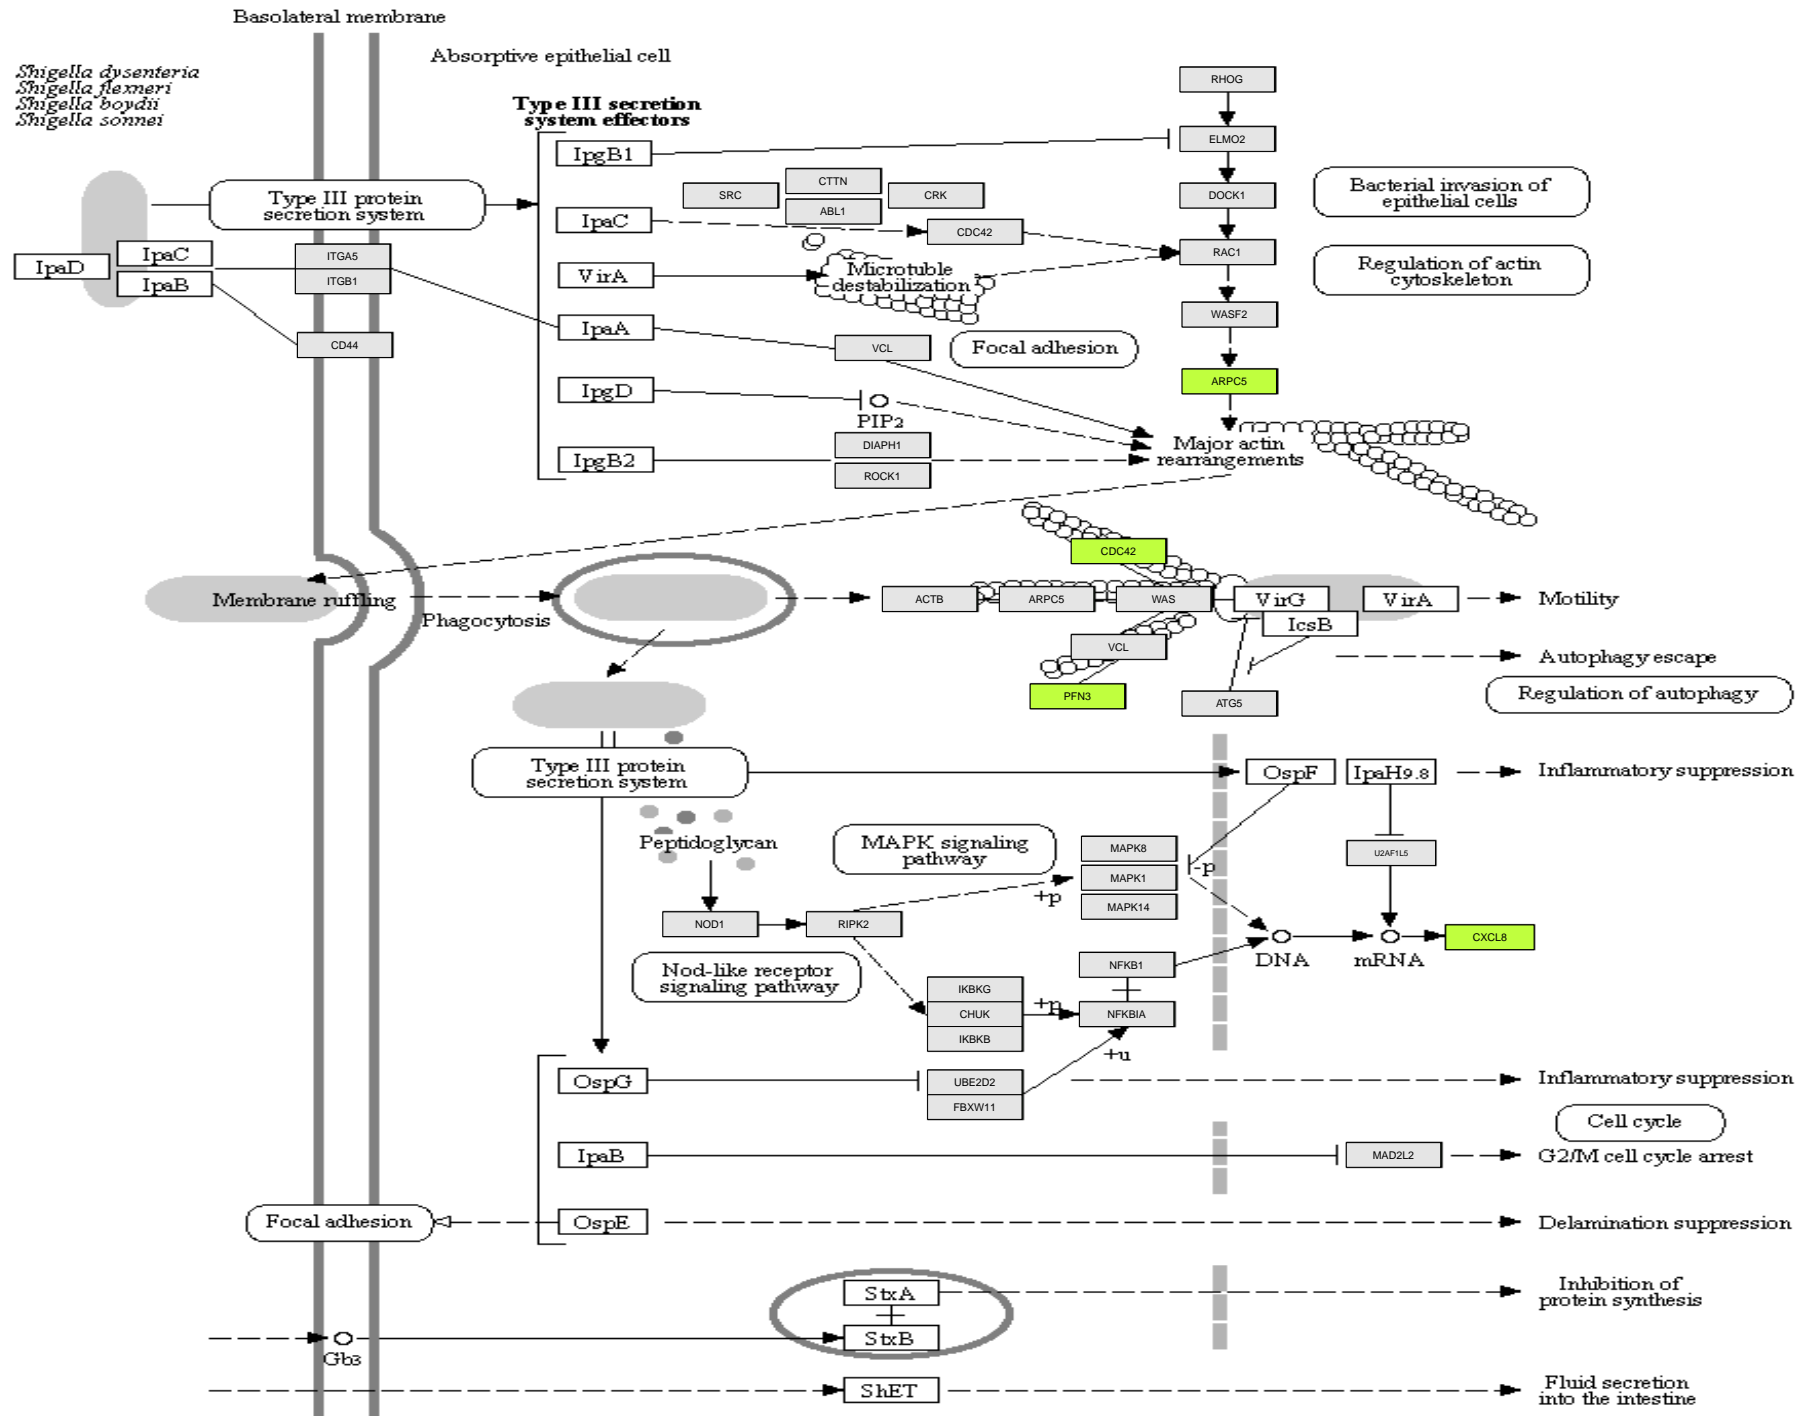 Basolateral membrane
Absorptive epithelial cell
Shigella dysenteria
Shigella flexneri
Shigella boydii
Shigella sonnei
Type III secretion
system effectors
RHOG
IpgB1
ELMO2
Type III protein
secretion system
SRC
CTTN
CRK
ABL1
DOCK1
Bacterial invasion of
epithelial cells
IpaC
CDC42
RAC1
IpaD
IpaC
IpaB
ITGA5
ITGB1
VirA
Microtuble
destabilization
Regulation of actin
cytoskeleton
WASF2
CD44
IpaA
VCL
Focal adhesion
ARPC5
IpgD
PIP2
DIAPH1
ROCK1
IpgB2
Major actin
rearrangements
CDC42
Membrane ruffling
Phagocytosis
ACTB
ARPC5
WAS
VirG
VirA
Motility
IcsB
VCL
Autophagy escape
PFN3
ATG5
Regulation of autophagy
Type III protein
secretion system
OspF
IpaH9.8
Inflammatory suppression
Peptidoglycan
MAPK signaling
pathway
MAPK8
MAPK1
MAPK14
-p
+p
U2AF1L5
NOD1
RIPK2
CXCL8
DNA
mRNA
Nod-like receptor
signaling pathway
NFKB1
IKBKG
CHUK
IKBKB
+p
NFKBIA
+u
OspG
UBE2D2
FBXW11
Inflammatory suppression
Cell cycle
IpaB
MAD2L2
G2/M cell cycle arrest
Focal adhesion
OspE
Delamination suppression
StxA
Inhibition of
protein synthesis
StxB
Gb3
ShET
Fluid secretion
into the intestine